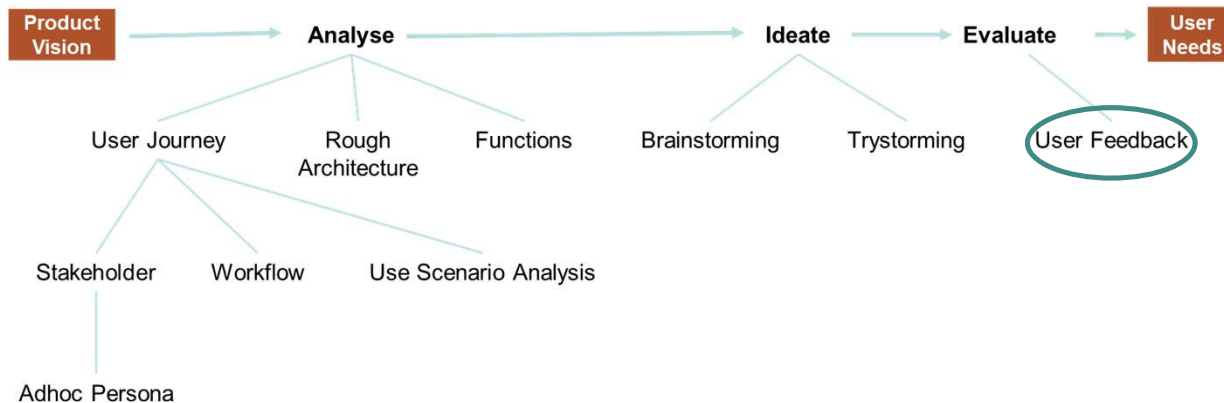 Product
Vision
Analyse
Ideate
Evaluate
User
Needs
User Journey
Rough
Architecture
Functions
Brainstorming
Trystorming
User Feedback
Stakeholder
Workflow
Use Scenario Analysis
Adhoc Persona